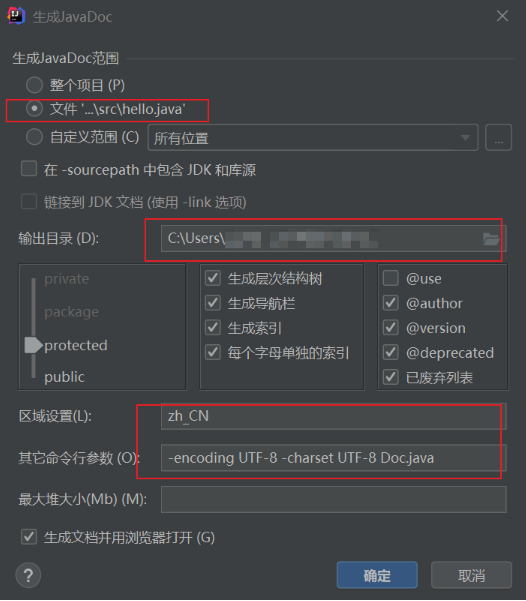 生成JavaDoc
生成JavaDoc范围
整个项目 (P)
文件 '...\src\hello.java'
自定义范围 (C) 所有位置 ...
在 -sourcepath 中包含 JDK 和库源
链接到 JDK 文档 (使用 -link 选项)
输出目录 (D): C:\Users\
private 生成层次结构树 @use
package 生成导航栏 @author
生成索引 @version
protected 每个字母单独的索引 @deprecated
public 已废弃列表
区域设置(L): zh_CN
其它命令行参数 (O): -encoding UTF-8 -charset UTF-8 Doc.java
最大堆大小(Mb) (M):
生成文档并用浏览器打开 (G)
? 确定 取消